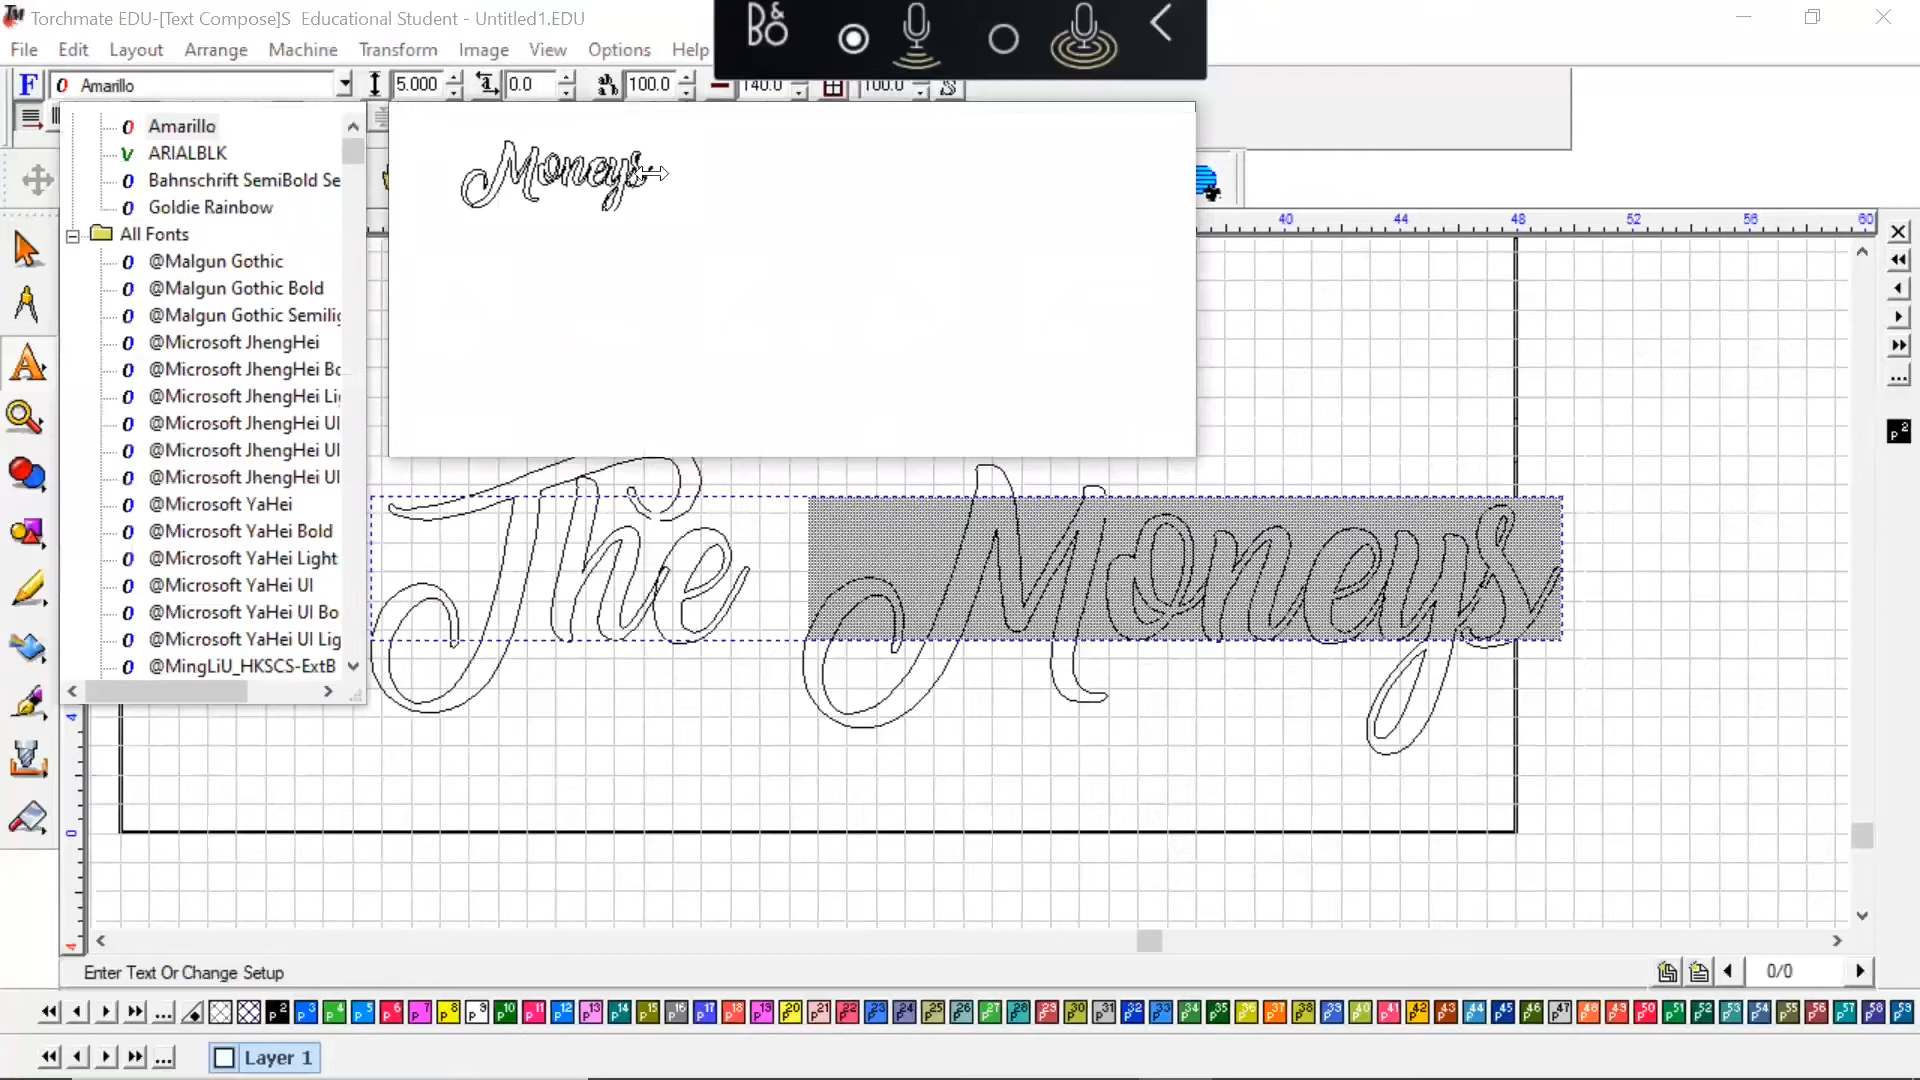 Torchmate EDU-[Text Compose]S Educational Student - Untitled1.EDU
File Edit Layout Arrange Machine Transform Image View Options Help
B&O
F Amarillo 5.000 0.0 100.0 140.0 100.0
Amarillo
ARIALBLK
Bahnschrift SemiBold Se
Goldie Rainbow
All Fonts
@Malgun Gothic
@Malgun Gothic Bold
@Malgun Gothic Semilig
@Microsoft JhengHei
@Microsoft JhengHei Bo
@Microsoft JhengHei Li
@Microsoft JhengHei UI
@Microsoft JhengHei UI
@Microsoft JhengHei UI
@Microsoft YaHei
@Microsoft YaHei Bold
@Microsoft YaHei Light
@Microsoft YaHei UI
@Microsoft YaHei UI Bo
@Microsoft YaHei UI Lig
@MingLiU_HKSCS-ExtB
Moneys
40 44 48 52 56 60
The Moneys
4
0
4
Enter Text Or Change Setup
0/0
Layer 1